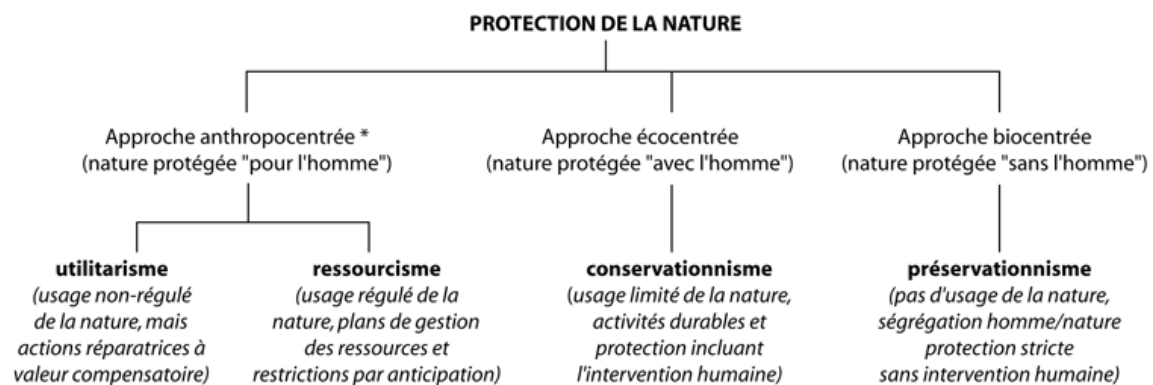 PROTECTION DE LA NATURE
Approche anthropocentrée *
(nature protégée "pour l'homme")
Approche écocentrée
(nature protégée "avec l'homme")
Approche biocentrée
(nature protégée "sans l'homme")
utilitarisme
(usage non-régulé
de la nature, mais
actions réparatrices à
valeur compensatoire)
ressourcisme
(usage régulé de la
nature, plans de gestion
des ressources et
restrictions par anticipation)
conservationnisme
(usage limité de la nature,
activités durables et
protection incluant
l'intervention humaine)
préservationnisme
(pas d'usage de la nature,
ségrégation homme/nature
protection stricte
sans intervention humaine)